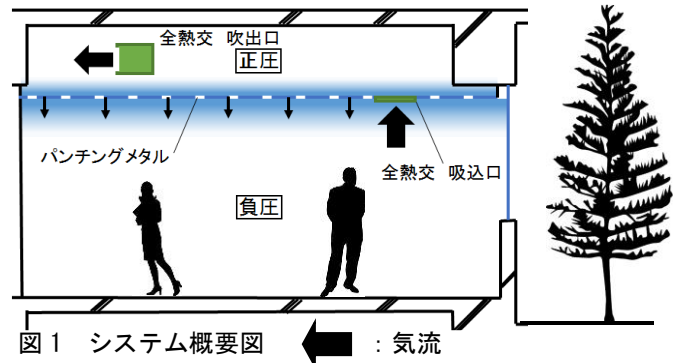 全熱交 吹出口
正圧
パンチングメタル
全熱交 吸込口
負圧
図1 システム概要図 :気流